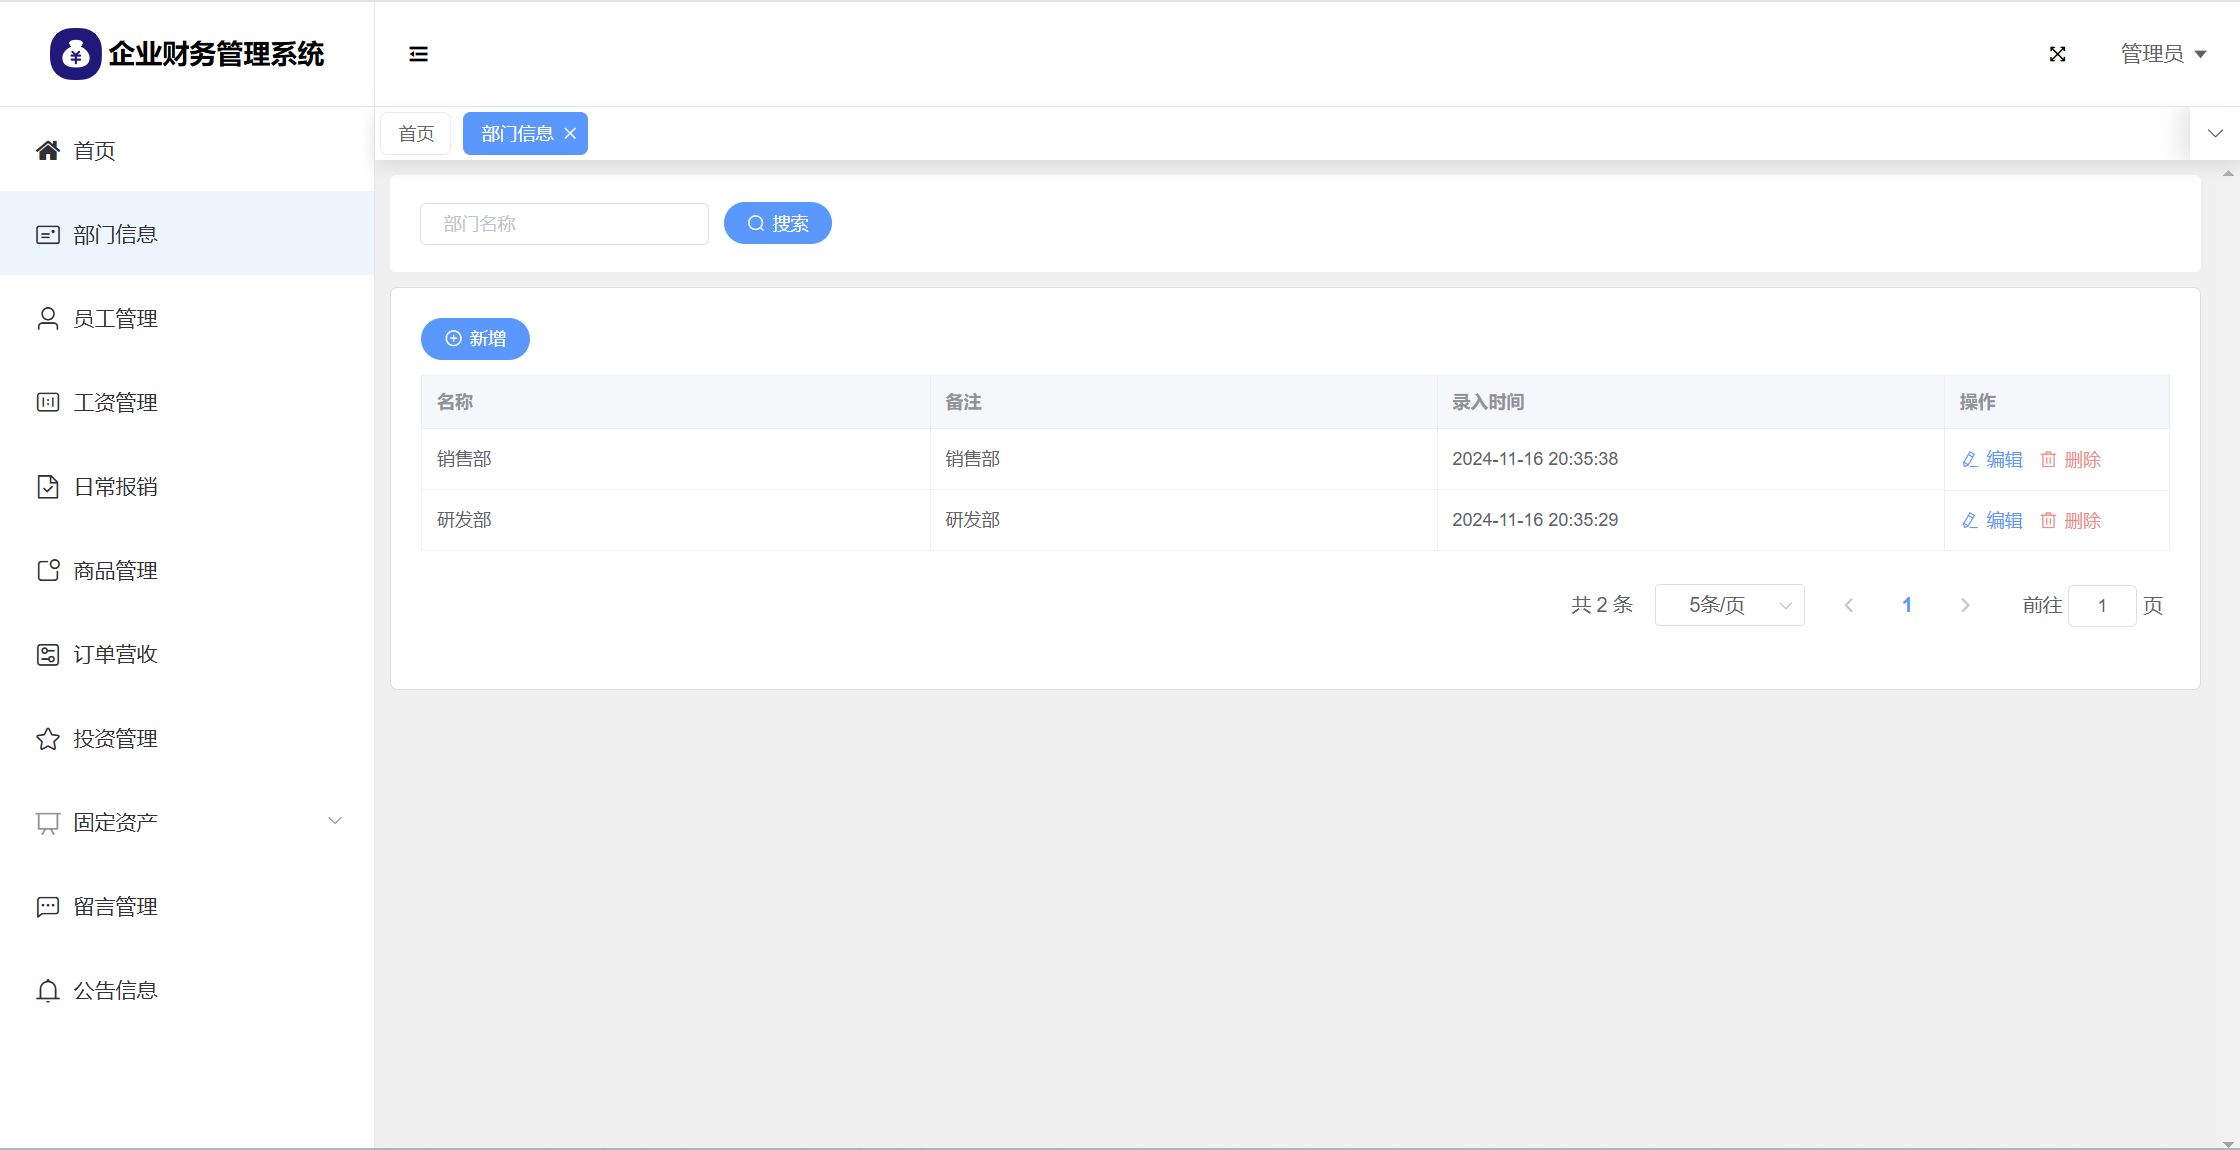 企业财务管理系统
管理员
首页
部门信息
员工管理
工资管理
日常报销
商品管理
订单营收
投资管理
固定资产
留言管理
公告信息
首页 部门信息
部门名称 搜索
新增
名称 备注 录入时间 操作
销售部 销售部 2024-11-16 20:35:38 编辑 删除
研发部 研发部 2024-11-16 20:35:29 编辑 删除
共 2 条 5条/页 1 前往 1 页